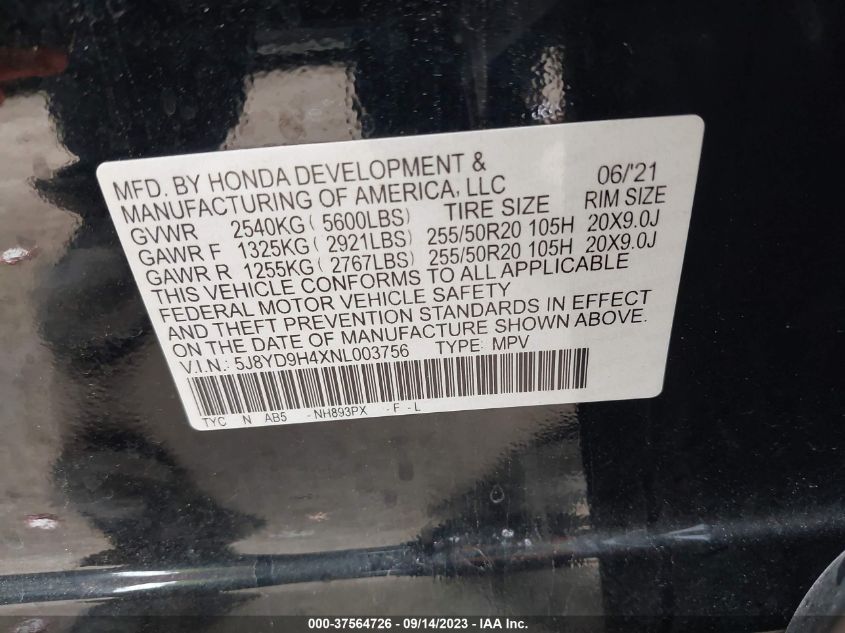 MFD. BY HONDA DEVELOPMENT & 06/'21
MANUFACTURING OF AMERICA, LLC RIM SIZE
GVWR 2540KG ( 5600LBS) TIRE SIZE
GAWR F 1325KG ( 2921LBS) 255/50R20 105H 20X9.0J
GAWR R 1255KG ( 2767LBS) 255/50R20 105H 20X9.0J
THIS VEHICLE CONFORMS TO ALL APPLICABLE
FEDERAL MOTOR VEHICLE SAFETY
AND THEFT PREVENTION STANDARDS IN EFFECT
ON THE DATE OF MANUFACTURE SHOWN ABOVE.
V.I.N.: 5J8YD9H4XNL003756 TYPE: MPV
TYC N AB5 - NH893PX - F - L
000-37564726 - 09/14/2023 - IAA Inc.